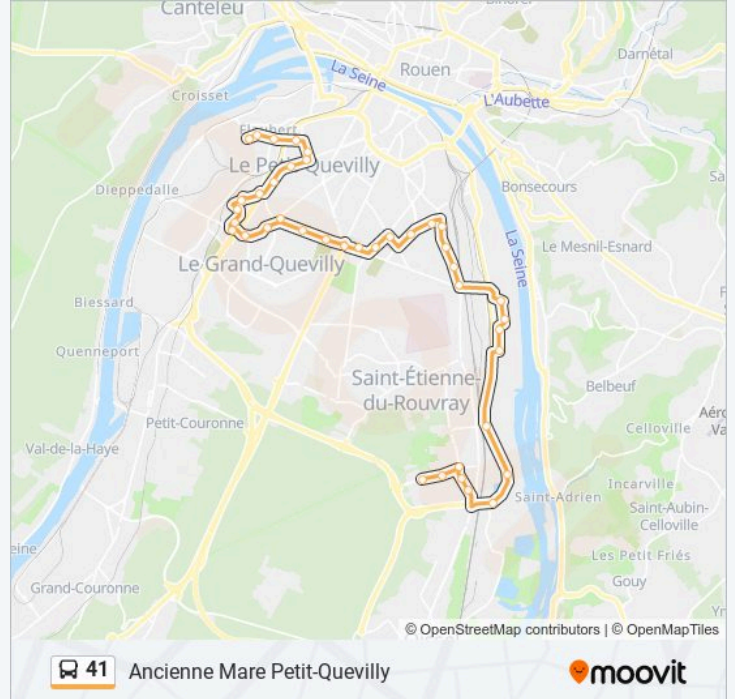 Canteleu
La Seine
Rouen
Darnétal
Croisset
L'Aubette
Flaubert
Le Petit-Quevilly
Dieppedalle
Bonsecours
La Seine
Le Mesnil-Esnard
Le Grand-Quevilly
Biessard
Quenneport
Saint-Étienne-
du-Rouvray
Belbeuf
Petit-Couronne
Celloville
Val-de-la-Haye
Incarville
Saint-Adrien
Saint-Aubin-
Celloville
Les Petit Friés
Gouy
Grand-Couronne
© OpenStreetMap contributors | © OpenMapTiles
41 Ancienne Mare Petit-Quevilly
moovit